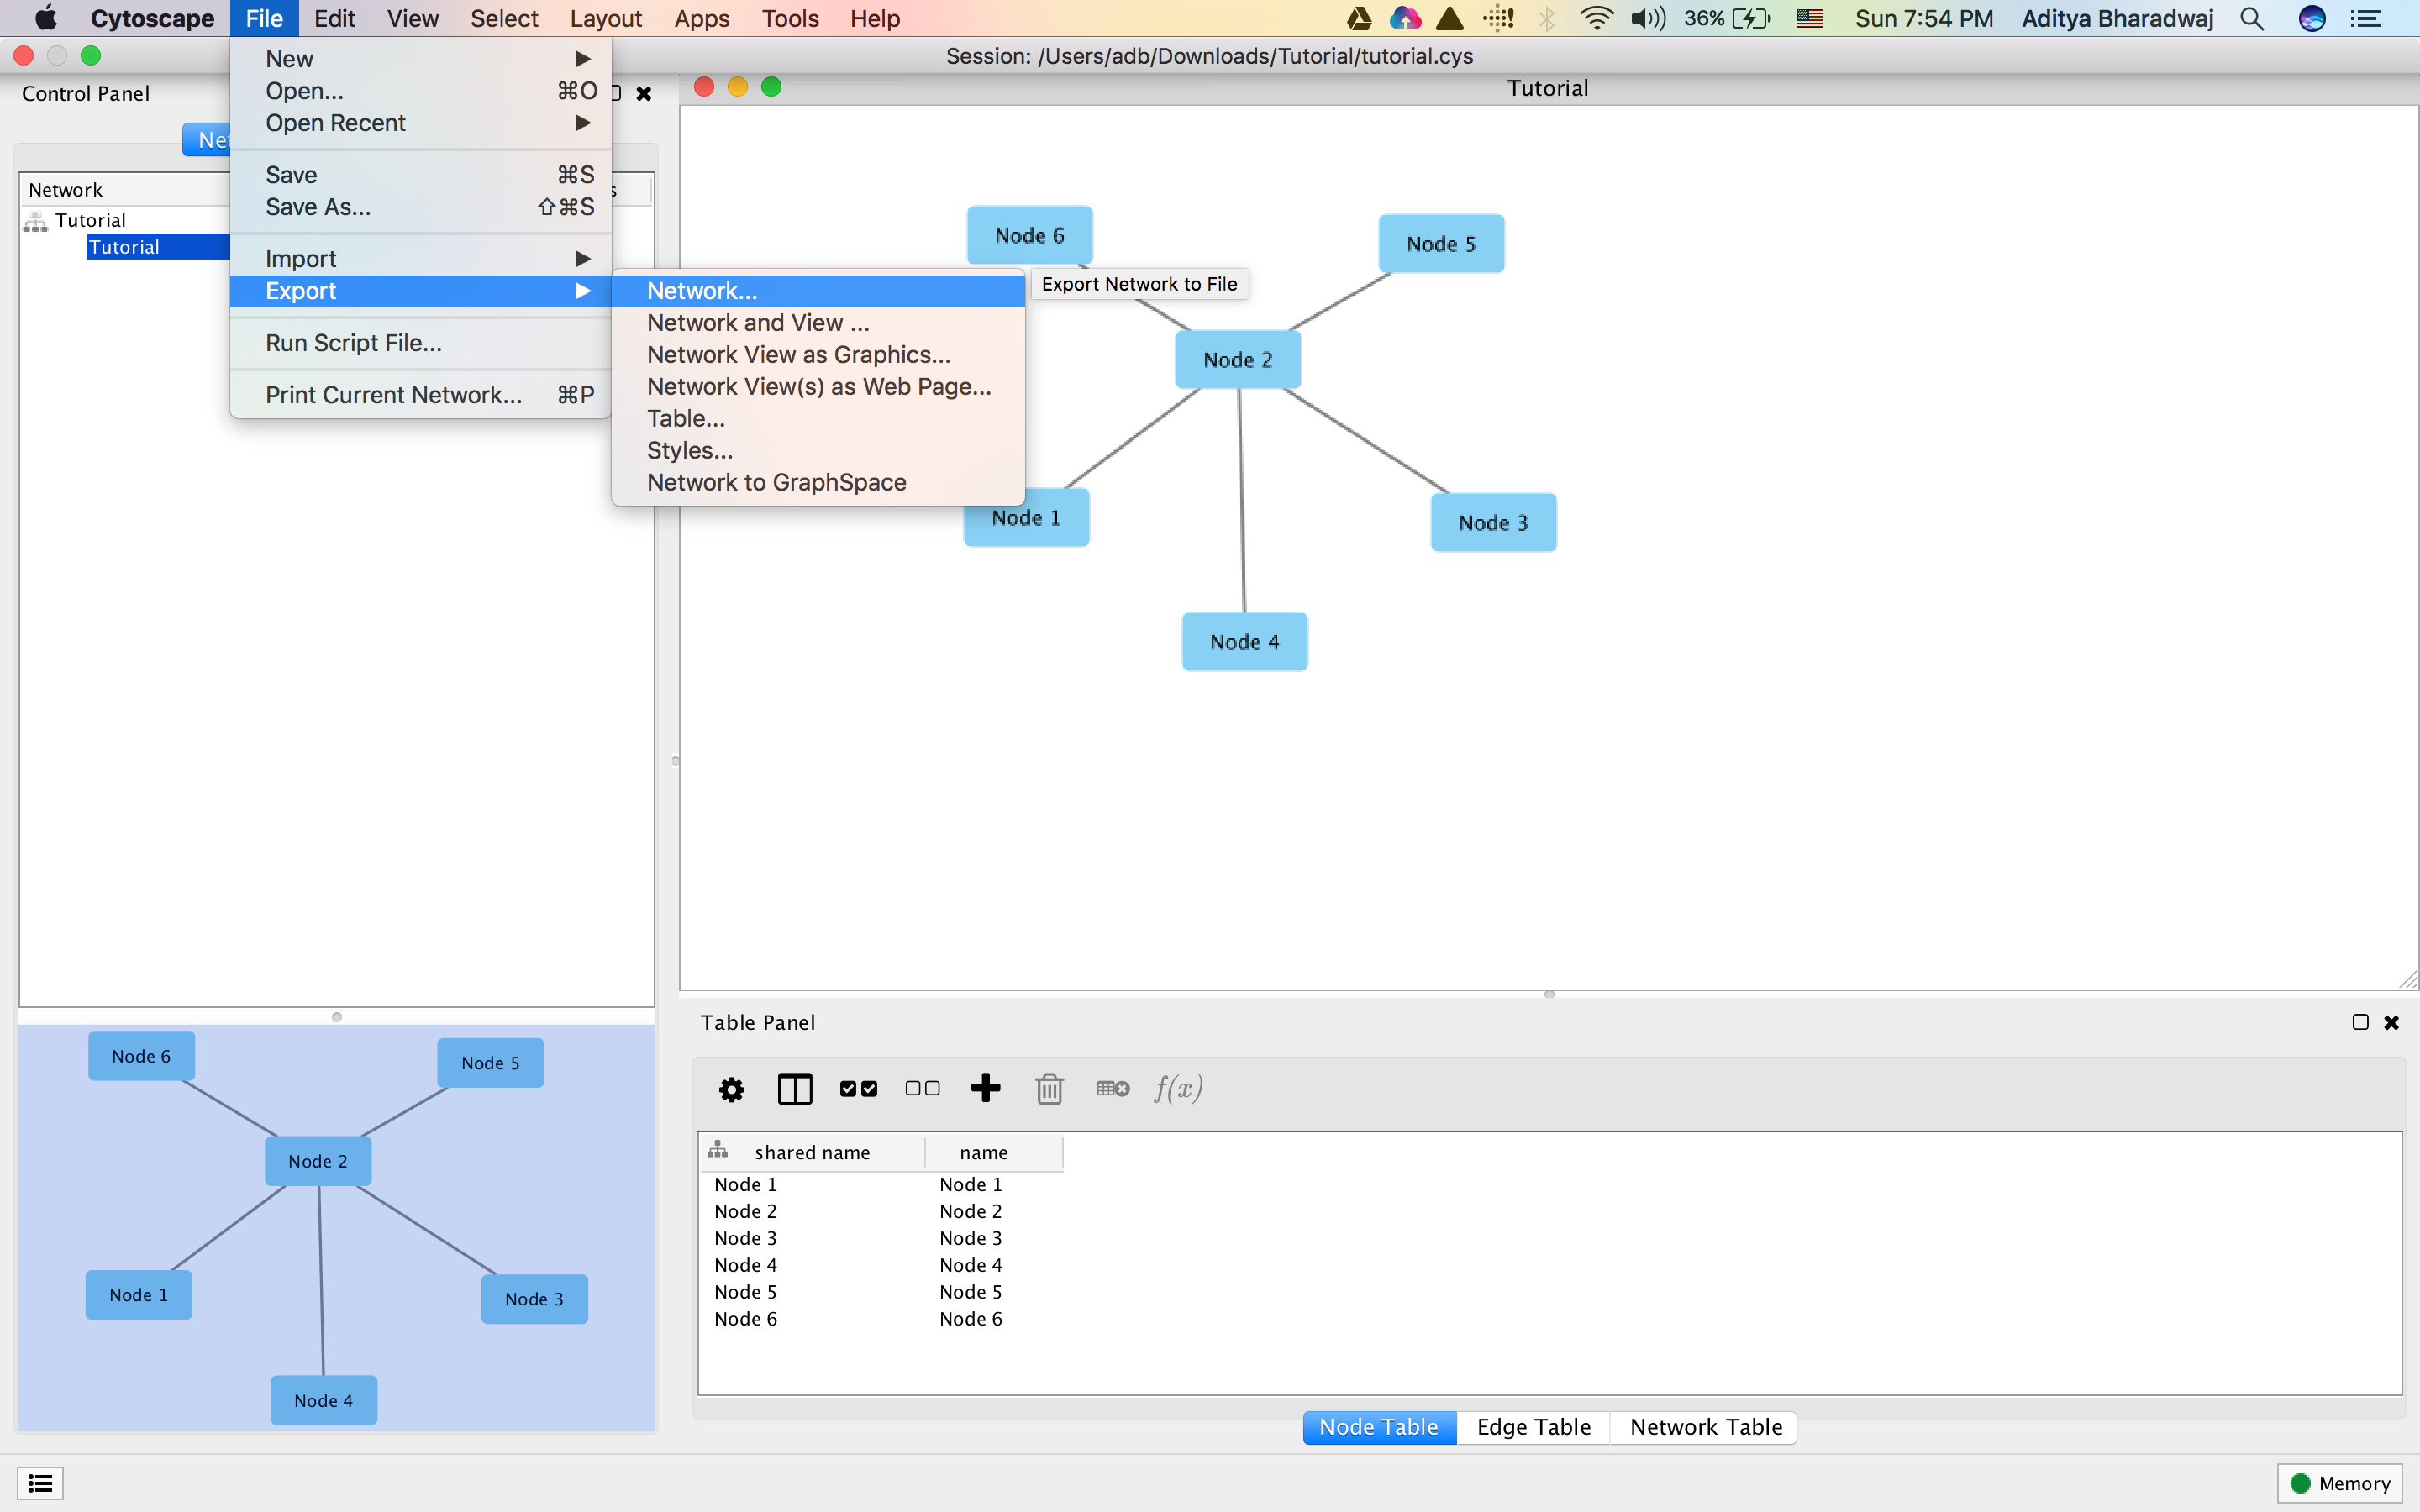 Cytoscape File Edit View Select Layout Apps Tools Help 36% Sun 7:54 PM Aditya Bharadwaj
Session: /Users/adb/Downloads/Tutorial/tutorial.cys
Control Panel
Network
Tutorial
Tutorial
New
Open... ⌘O
Open Recent
Save ⌘S
Save As... ⇧⌘S
Import
Export
Run Script File...
Print Current Network... ⌘P
Network...
Network and View ...
Network View as Graphics...
Network View(s) as Web Page...
Table...
Styles...
Network to GraphSpace
Export Network to File
Tutorial
Node 6
Node 5
Node 2
Node 1
Node 3
Node 4
Node 6
Node 5
Node 2
Node 1
Node 3
Node 4
Table Panel
f(x)
shared name name
Node 1 Node 1
Node 2 Node 2
Node 3 Node 3
Node 4 Node 4
Node 5 Node 5
Node 6 Node 6
Node Table Edge Table Network Table
Memory